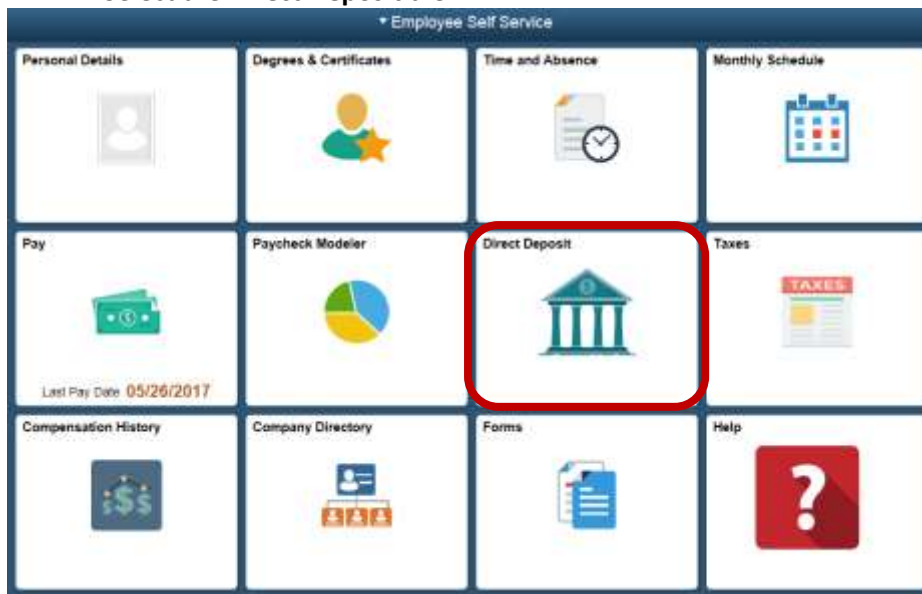 Employee Self Service
Personal Details
Degrees & Certificates
Time and Absence
Monthly Schedule
Pay
Paycheck Modeler
Direct Deposit
Taxes
TAXES
Last Pay Date 05/26/2017
Compensation History
Company Directory
Forms
Help
$$$
?